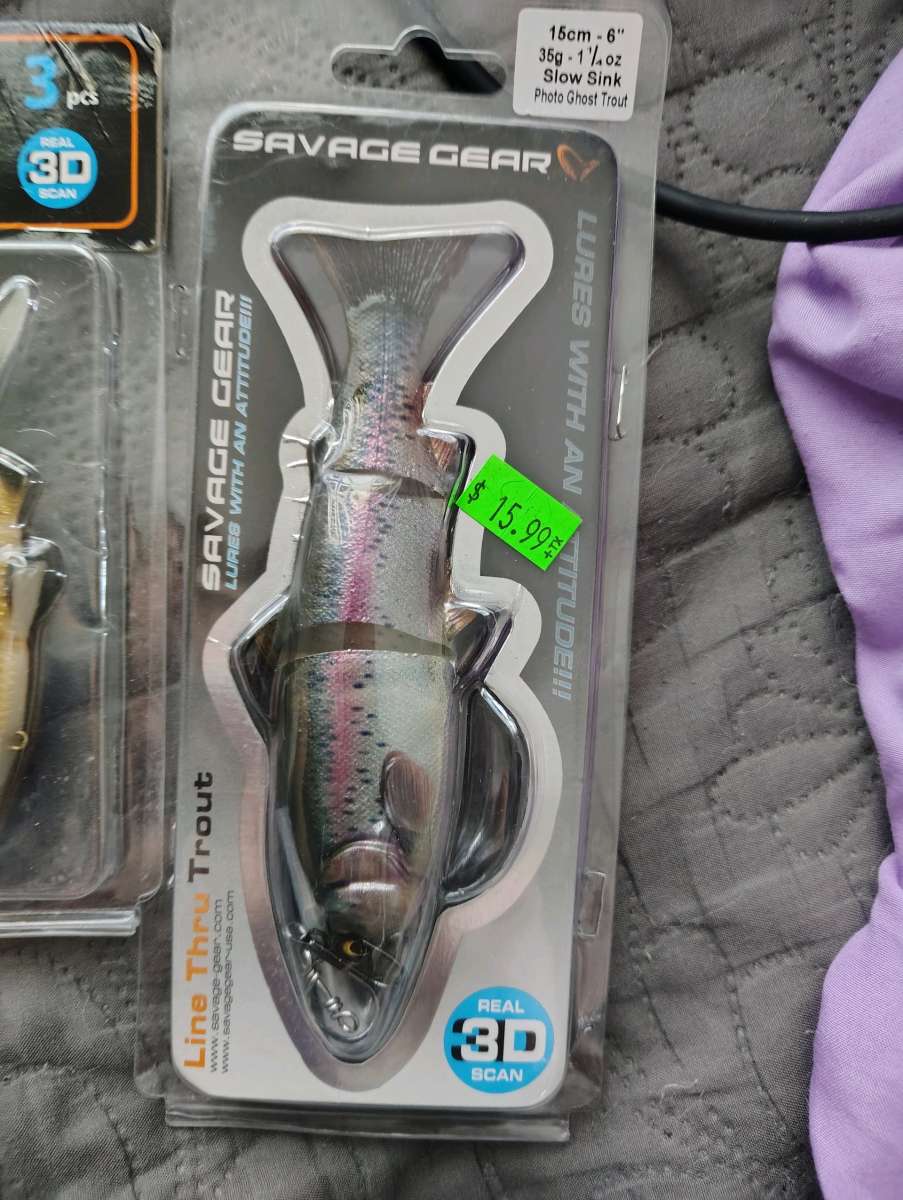 3 pcs
REAL
3D
SCAN
15cm - 6"
35g - 1 1/4 oz
Slow Sink
Photo Ghost Trout
SAVAGE GEAR
LURES WITH AN ATTITUDE!!!
SAVAGE GEAR
LURES WITH AN ATTITUDE!!!
$ 15.99 +TX
Line Thru Trout
www.savage-gear.com
www.savagegear-usa.com
REAL
3D
SCAN